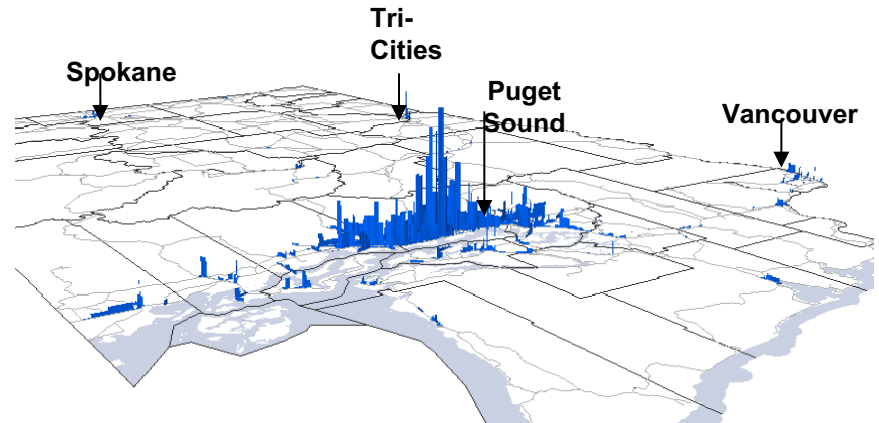 Tri-
Cities
Spokane
Puget
Sound
Vancouver